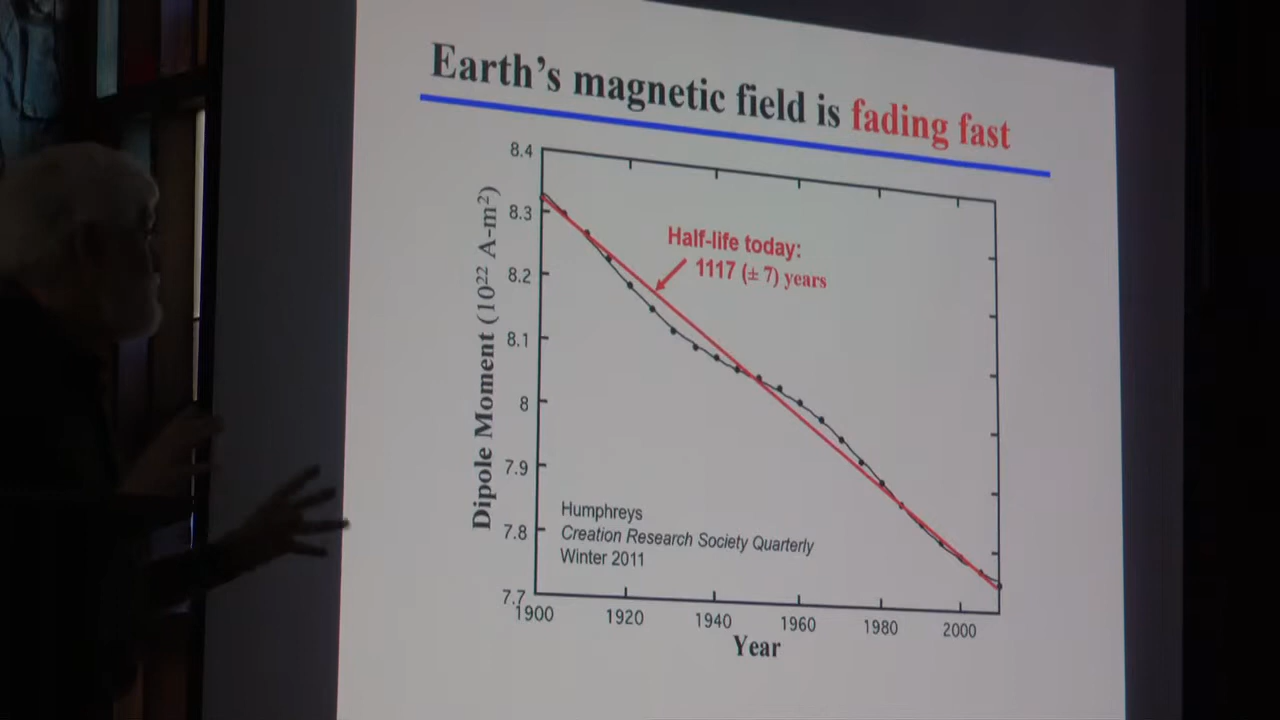 Earth's magnetic field is fading fast
8.4
8.3
8.2
8.1
8
7.9
7.8
7.7
Dipole Moment (10²² A-m²)
Half-life today:
1117 (± 7) years
Humphreys
Creation Research Society Quarterly
Winter 2011
1900 1920 1940 1960 1980 2000
Year